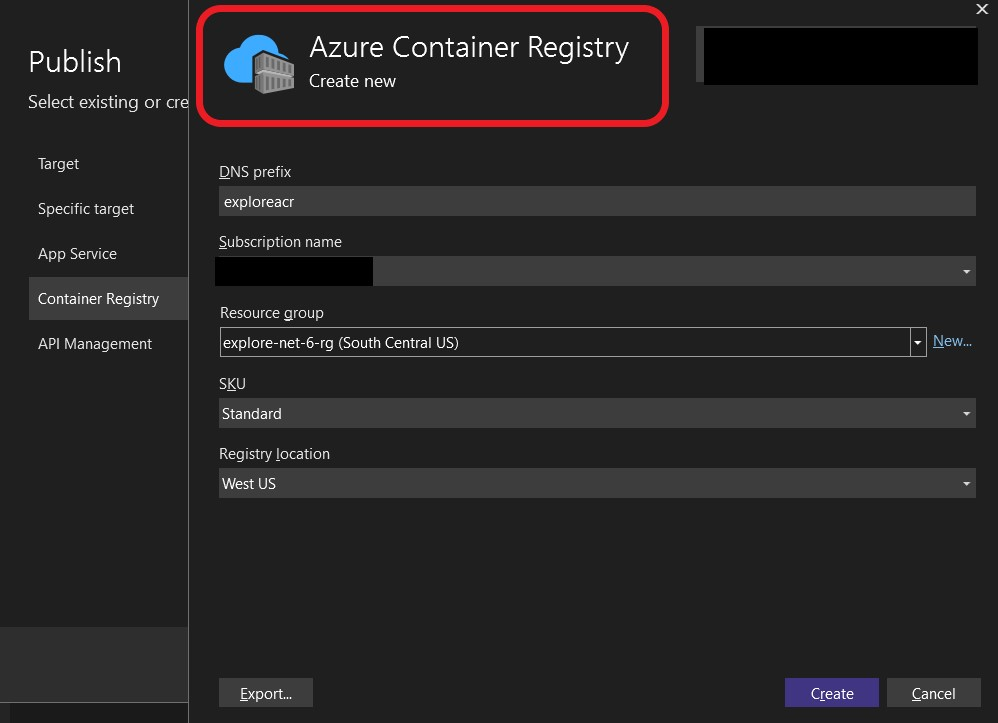 Publish
Select existing or cre
Target
Specific target
App Service
Container Registry
API Management
Azure Container Registry
Create new
DNS prefix
exploreacr
Subscription name
Resource group
explore-net-6-rg (South Central US)
New...
SKU
Standard
Registry location
West US
Export...
Create
Cancel